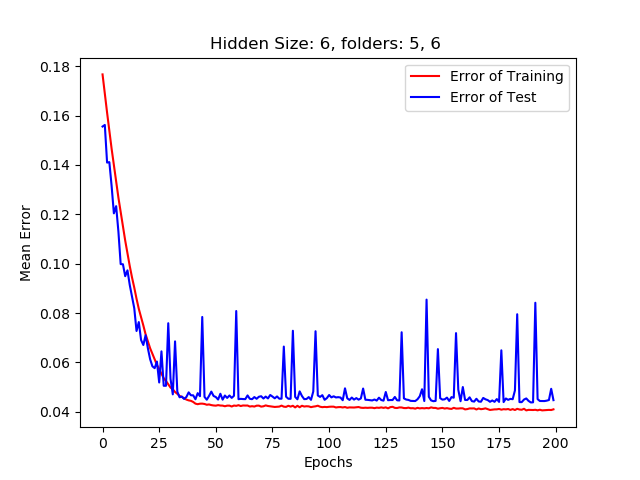 Hidden Size: 6, folders: 5, 6
0.18
0.16
0.14
0.12
0.10
0.08
0.06
0.04
Mean Error
Error of Training
Error of Test
0 25 50 75 100 125 150 175 200
Epochs